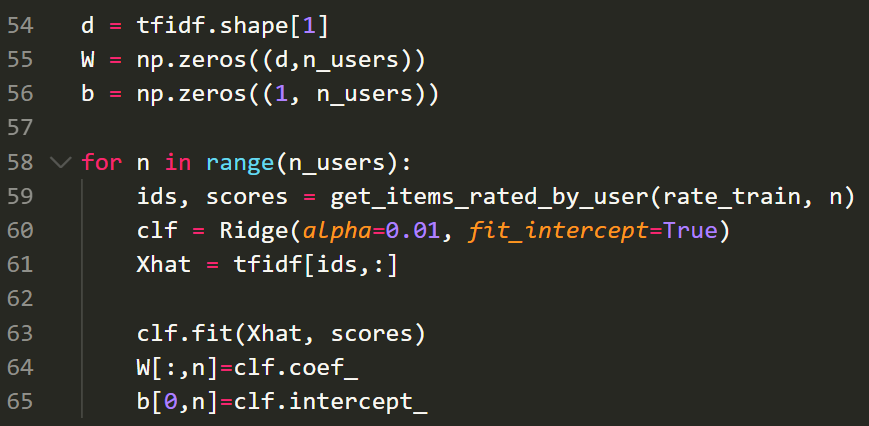 54 d = tfidf.shape[1]
55 W = np.zeros((d,n_users))
56 b = np.zeros((1, n_users))
57
58 for n in range(n_users):
59     ids, scores = get_items_rated_by_user(rate_train, n)
60     clf = Ridge(alpha=0.01, fit_intercept=True)
61     Xhat = tfidf[ids,:]
62
63     clf.fit(Xhat, scores)
64     W[:,n]=clf.coef_
65     b[0,n]=clf.intercept_